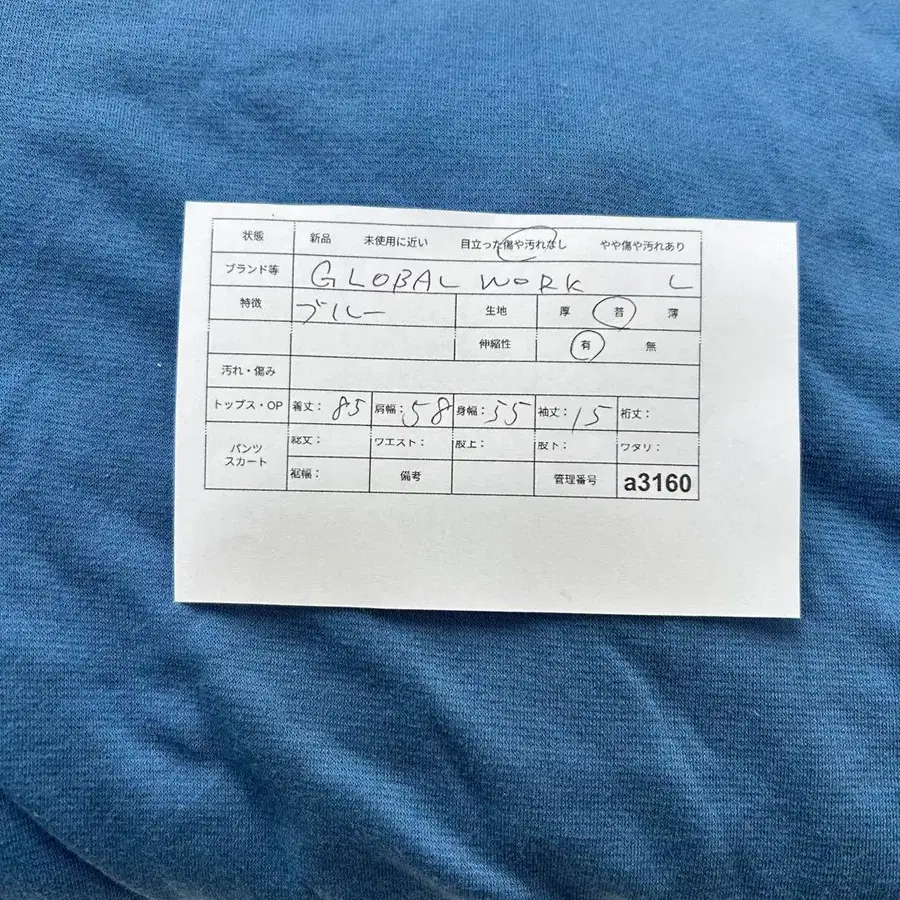 状態 新品 未使用に近い 目立った傷や汚れなし やや傷や汚れあり
ブランド等 GLOBAL WORK L
特徴 ブルー 生地 厚 普 薄
伸縮性 有 無
汚れ・傷み
トップス・OP 着丈: 85 肩幅: 58 身幅: 55 袖丈: 15 裄丈:
パンツ スカート 総丈: ウエスト: 股上: 股下: ワタリ:
裾幅: 備考 管理番号 a3160